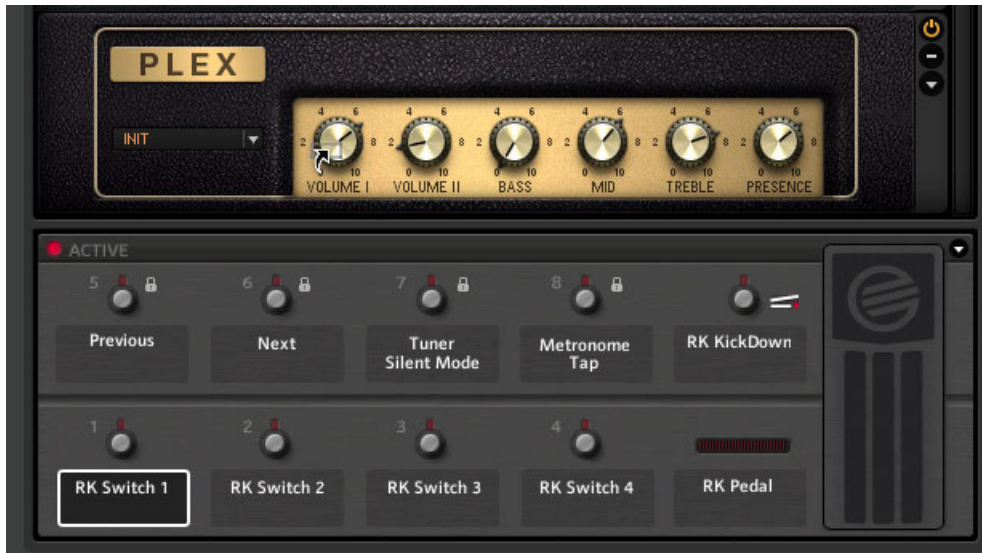 PLEX
INIT
4 6 4 6 4 6 4 6 4 6 4 6
2 8 2 8 2 8 2 8 2 8 2 8
0 10 0 10 0 10 0 10 0 10 0 10
VOLUME I VOLUME II BASS MID TREBLE PRESENCE
ACTIVE
5 6 7 8
Previous Next Tuner Metronome RK KickDown
Silent Mode Tap
1 2 3 4
RK Switch 1 RK Switch 2 RK Switch 3 RK Switch 4 RK Pedal